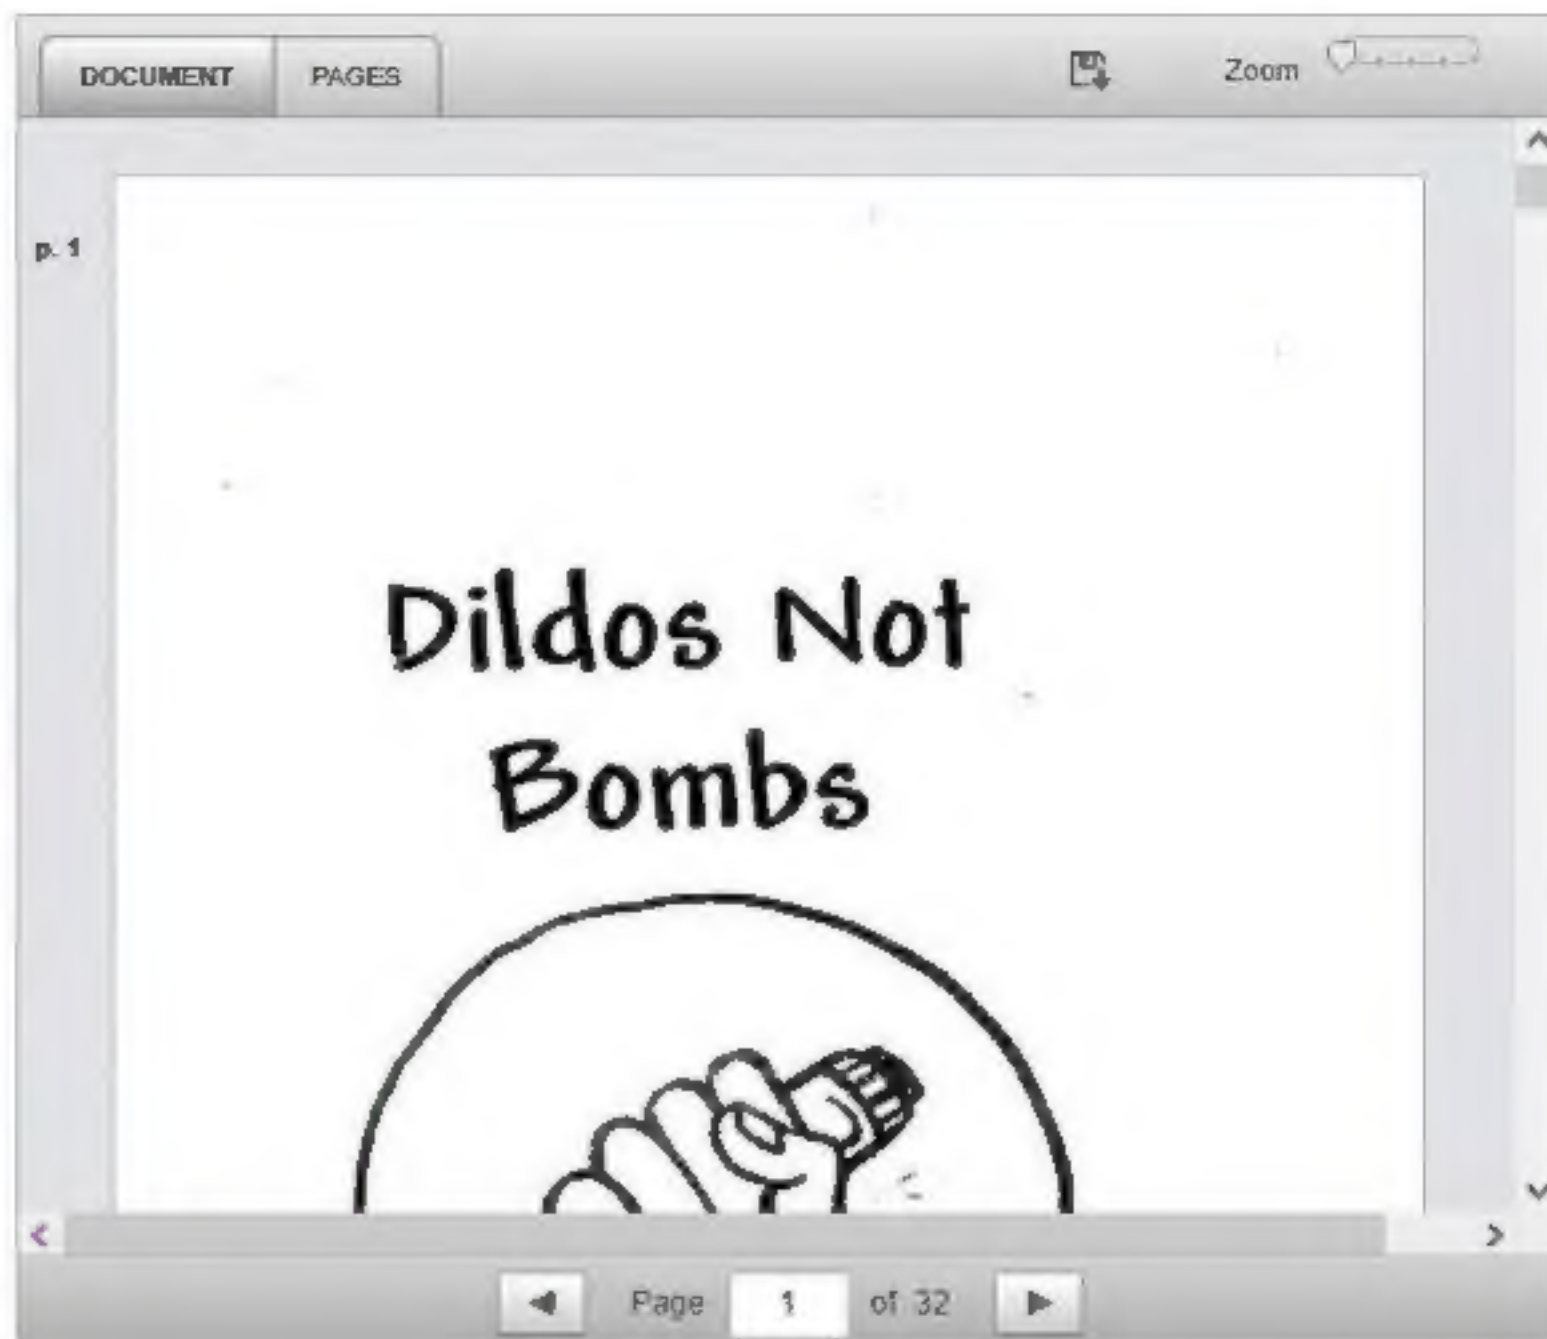 DOCUMENT PAGES Zoom
p. 1
Dildos Not
Bombs
Page 1 of 32